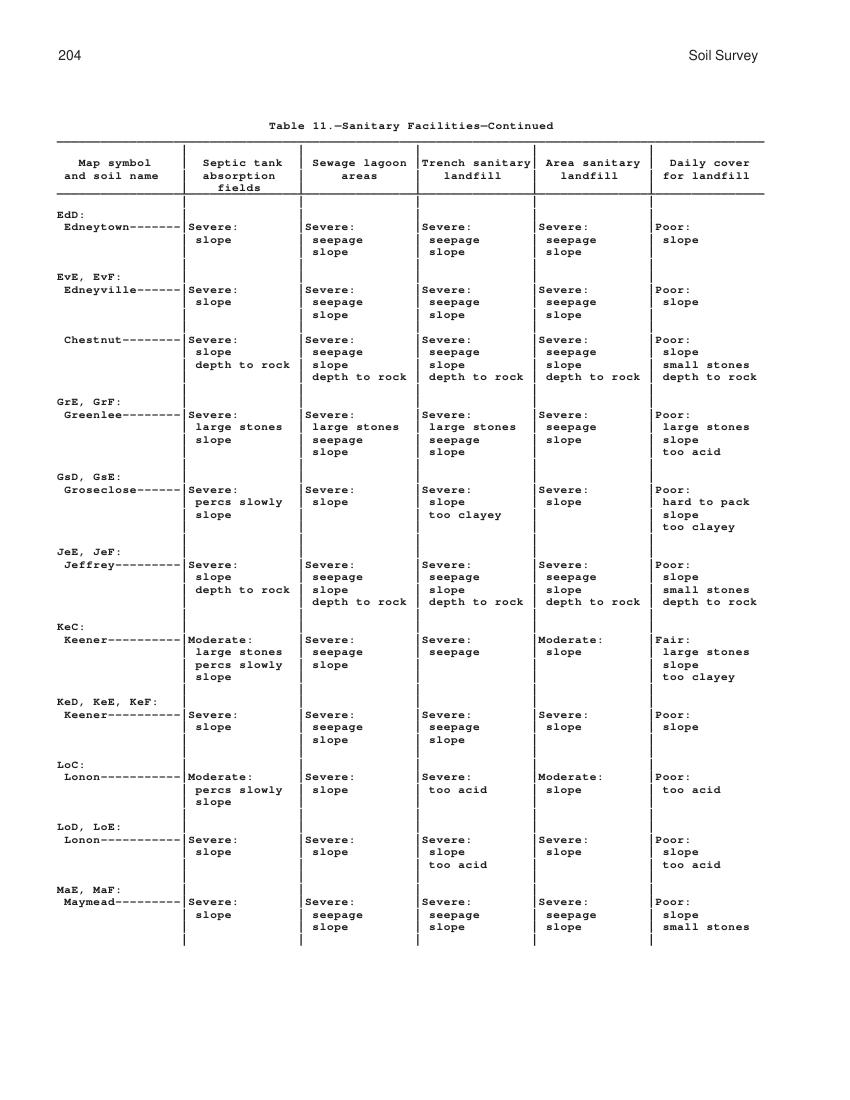 204 Soil Survey
Table 11.—Sanitary Facilities—Continued
Map symbol | Septic tank | Sewage lagoon | Trench sanitary | Area sanitary | Daily cover
and soil name | absorption | areas | landfill | landfill | for landfill
| fields | | | |
EdD: | | | | |
Edneytown-------|Severe: |Severe: |Severe: |Severe: |Poor:
| slope | seepage | seepage | seepage | slope
| | slope | slope | slope |
EvE, EvF: | | | | |
Edneyville------|Severe: |Severe: |Severe: |Severe: |Poor:
| slope | seepage | seepage | seepage | slope
| | slope | slope | slope |
Chestnut--------|Severe: |Severe: |Severe: |Severe: |Poor:
| slope | seepage | seepage | seepage | slope
| depth to rock | slope | slope | slope | small stones
| | depth to rock | depth to rock | depth to rock | depth to rock
GrE, GrF: | | | | |
Greenlee--------|Severe: |Severe: |Severe: |Severe: |Poor:
| large stones | large stones | large stones | seepage | large stones
| slope | seepage | seepage | slope | slope
| | slope | slope | | too acid
GsD, GsE: | | | | |
Groseclose------|Severe: |Severe: |Severe: |Severe: |Poor:
| percs slowly | slope | slope | slope | hard to pack
| slope | | too clayey | | slope
| | | | | too clayey
JeE, JeF: | | | | |
Jeffrey---------|Severe: |Severe: |Severe: |Severe: |Poor:
| slope | seepage | seepage | seepage | slope
| depth to rock | slope | slope | slope | small stones
| | depth to rock | depth to rock | depth to rock | depth to rock
KeC: | | | | |
Keener----------|Moderate: |Severe: |Severe: |Moderate: |Fair:
| large stones | seepage | seepage | slope | large stones
| percs slowly | slope | | | slope
| slope | | | | too clayey
KeD, KeE, KeF: | | | | |
Keener----------|Severe: |Severe: |Severe: |Severe: |Poor:
| slope | seepage | seepage | slope | slope
| | slope | slope | |
LoC: | | | | |
Lonon-----------|Moderate: |Severe: |Severe: |Moderate: |Poor:
| percs slowly | slope | too acid | slope | too acid
| slope | | | |
LoD, LoE: | | | | |
Lonon-----------|Severe: |Severe: |Severe: |Severe: |Poor:
| slope | slope | slope | slope | slope
| | | too acid | | too acid
MaE, MaF: | | | | |
Maymead---------|Severe: |Severe: |Severe: |Severe: |Poor:
| slope | seepage | seepage | seepage | slope
| | slope | slope | slope | small stones